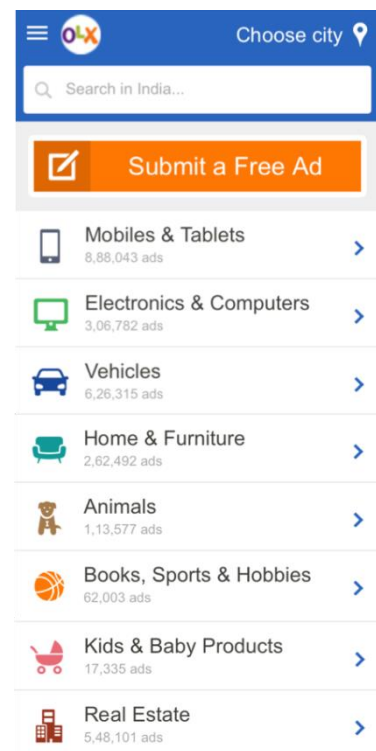 OLX
Choose city
Search in India...
Submit a Free Ad
Mobiles & Tablets
8,88,043 ads
Electronics & Computers
3,06,782 ads
Vehicles
6,26,315 ads
Home & Furniture
2,62,492 ads
Animals
1,13,577 ads
Books, Sports & Hobbies
62,003 ads
Kids & Baby Products
17,335 ads
Real Estate
5,48,101 ads